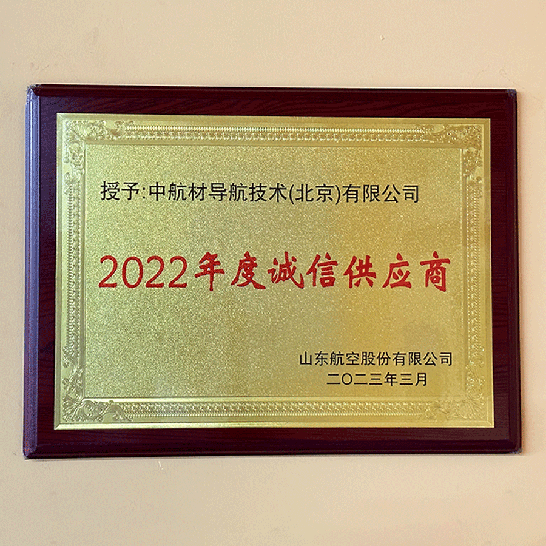 授予:中航材导航技术(北京)有限公司
2022年度诚信供应商
山东航空股份有限公司
二〇二三年三月